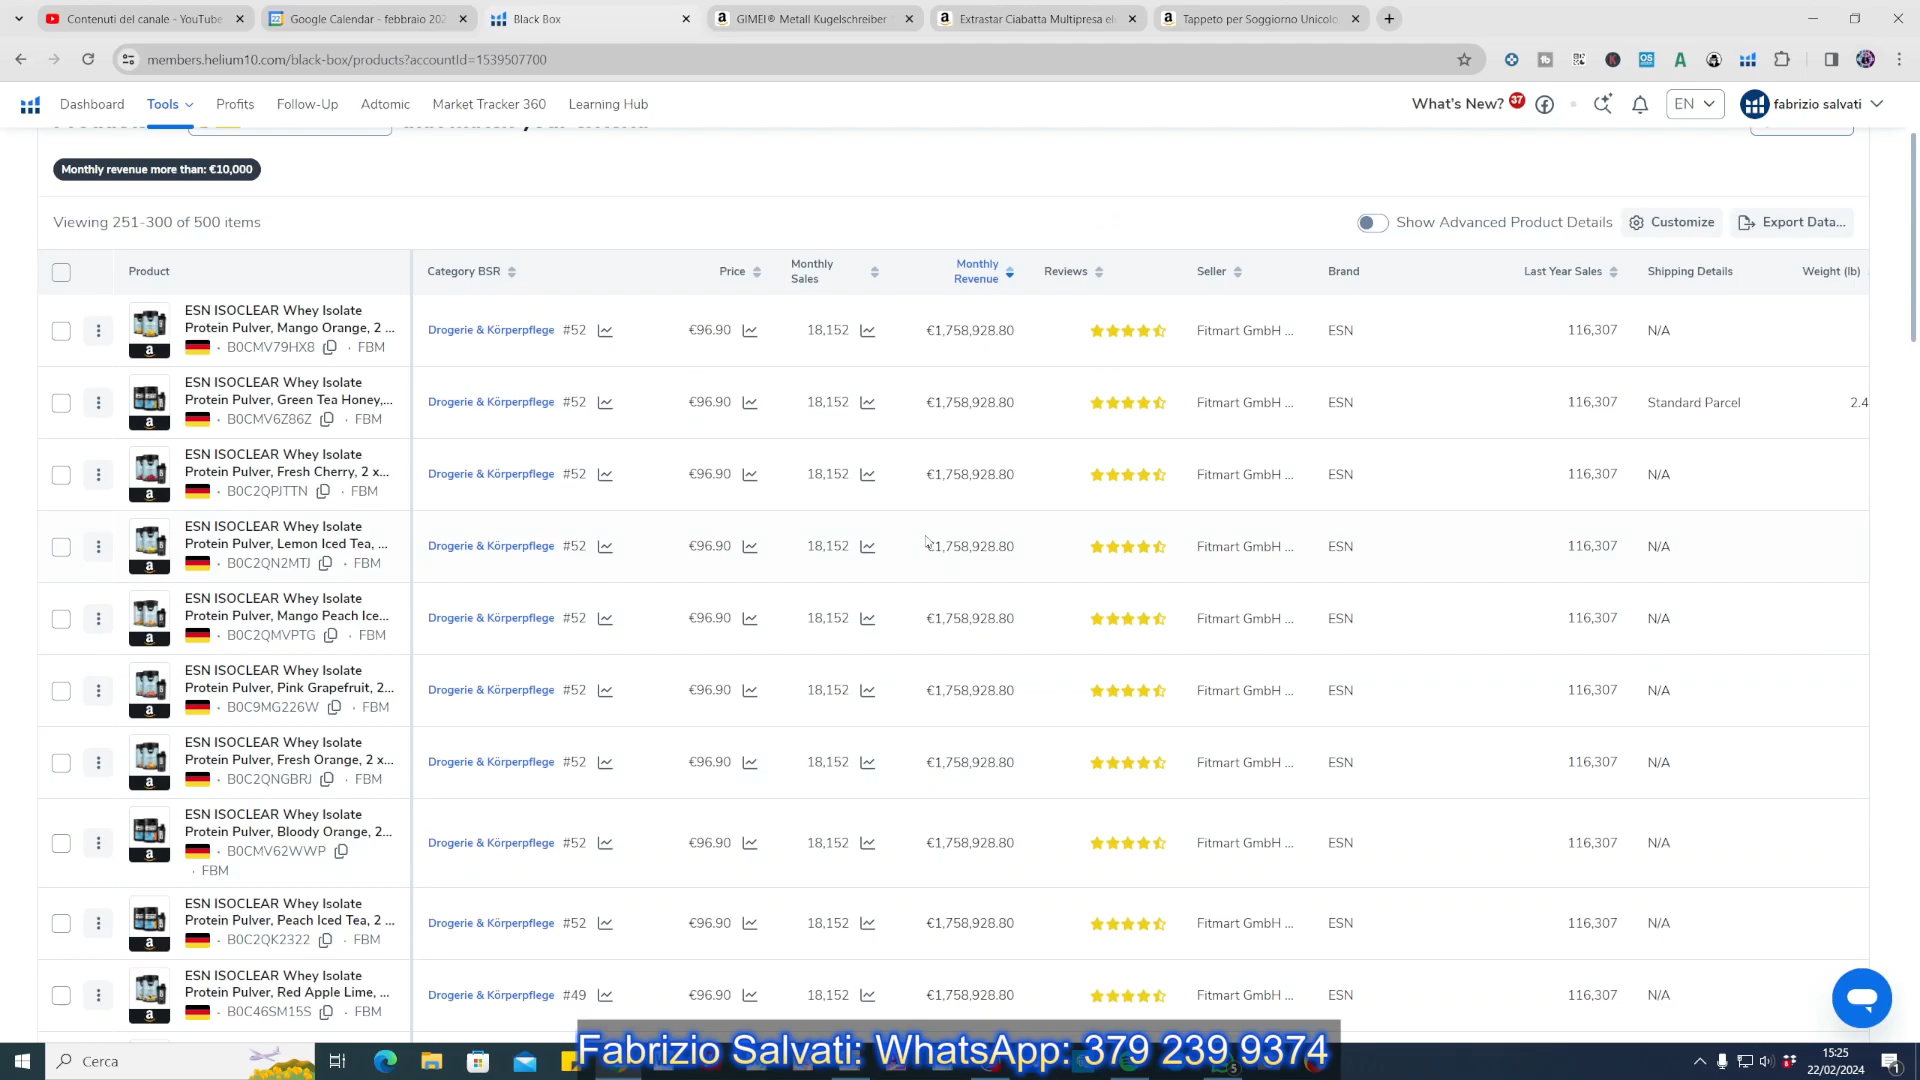 Contenuti del canale - YouTube
Google Calendar - febbraio 202
Black Box
GIMEI® Metall Kugelschreiber
Extrastar Ciabatta Multipresa el
Tappeto per Soggiorno Unicolo
members.helium10.com/black-box/products?accountId=1539507700
Dashboard
Tools
Profits
Follow-Up
Adtomic
Market Tracker 360
Learning Hub
What's New? 37
EN
fabrizio salvati
Monthly revenue more than: €10,000
Viewing 251-300 of 500 items
Show Advanced Product Details
Customize
Export Data...
Product
Category BSR
Price
Monthly
Sales
Monthly
Revenue
Reviews
Seller
Brand
Last Year Sales
Shipping Details
Weight (lb)
ESN ISOCLEAR Whey Isolate
Protein Pulver, Mango Orange, 2 ...
B0CMV79HX8 · FBM
Drogerie & Körperpflege #52 €96.90 18,152 €1,758,928.80 Fitmart GmbH ... ESN 116,307 N/A
ESN ISOCLEAR Whey Isolate
Protein Pulver, Green Tea Honey,...
B0CMV6Z86Z · FBM
Drogerie & Körperpflege #52 €96.90 18,152 €1,758,928.80 Fitmart GmbH ... ESN 116,307 Standard Parcel 2.4
ESN ISOCLEAR Whey Isolate
Protein Pulver, Fresh Cherry, 2 x...
B0C2QPJTTN · FBM
Drogerie & Körperpflege #52 €96.90 18,152 €1,758,928.80 Fitmart GmbH ... ESN 116,307 N/A
ESN ISOCLEAR Whey Isolate
Protein Pulver, Lemon Iced Tea, ...
B0C2QN2MTJ · FBM
Drogerie & Körperpflege #52 €96.90 18,152 €1,758,928.80 Fitmart GmbH ... ESN 116,307 N/A
ESN ISOCLEAR Whey Isolate
Protein Pulver, Mango Peach Ice...
B0C2QMVPTG · FBM
Drogerie & Körperpflege #52 €96.90 18,152 €1,758,928.80 Fitmart GmbH ... ESN 116,307 N/A
ESN ISOCLEAR Whey Isolate
Protein Pulver, Pink Grapefruit, 2...
B0C9MG226W · FBM
Drogerie & Körperpflege #52 €96.90 18,152 €1,758,928.80 Fitmart GmbH ... ESN 116,307 N/A
ESN ISOCLEAR Whey Isolate
Protein Pulver, Fresh Orange, 2 x...
B0C2QNGBRJ · FBM
Drogerie & Körperpflege #52 €96.90 18,152 €1,758,928.80 Fitmart GmbH ... ESN 116,307 N/A
ESN ISOCLEAR Whey Isolate
Protein Pulver, Bloody Orange, 2...
B0CMV62WWP
· FBM
Drogerie & Körperpflege #52 €96.90 18,152 €1,758,928.80 Fitmart GmbH ... ESN 116,307 N/A
ESN ISOCLEAR Whey Isolate
Protein Pulver, Peach Iced Tea, 2 ...
B0C2QK2322 · FBM
Drogerie & Körperpflege #52 €96.90 18,152 €1,758,928.80 Fitmart GmbH ... ESN 116,307 N/A
ESN ISOCLEAR Whey Isolate
Protein Pulver, Red Apple Lime, ...
B0C46SM15S · FBM
Drogerie & Körperpflege #49 €96.90 18,152 €1,758,928.80 Fitmart GmbH ... ESN 116,307 N/A
Fabrizio Salvati: WhatsApp: 379 239 9374
Cerca
15:25
22/02/2024